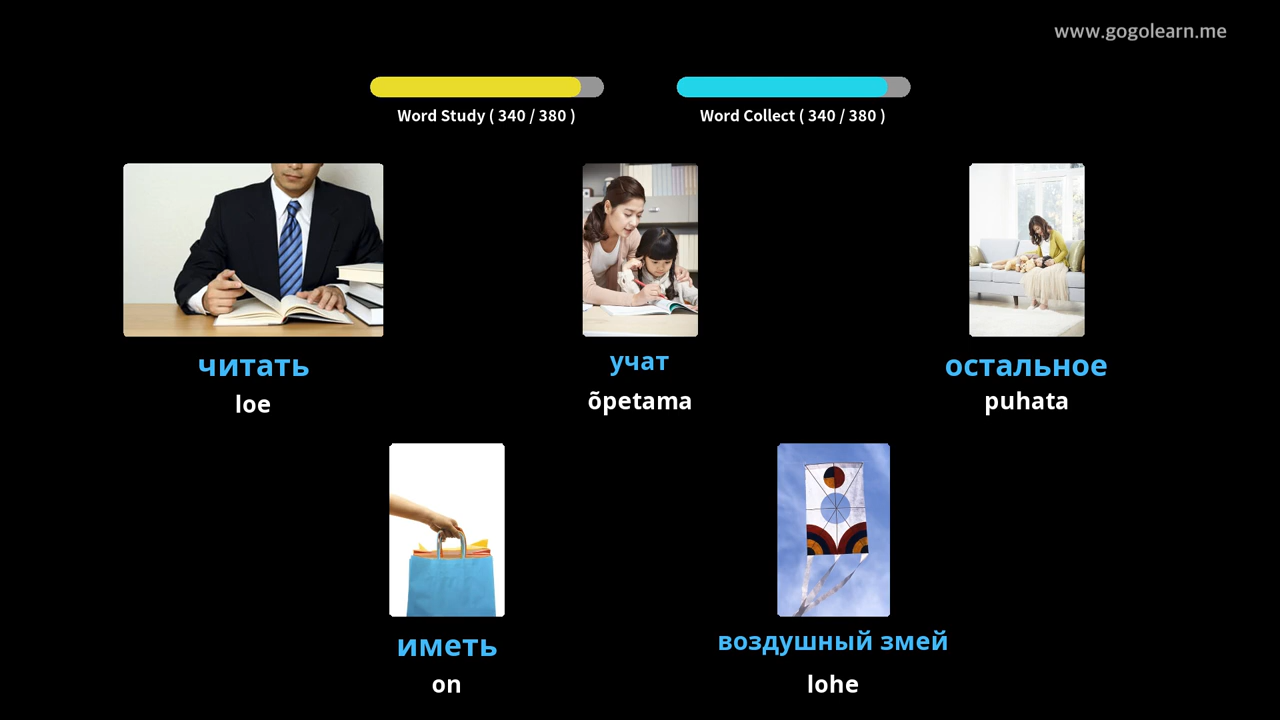 www.gogolearn.me
Word Study ( 340 / 380 )
Word Collect ( 340 / 380 )
читать
loe
учат
õpetama
остальное
puhata
иметь
on
воздушный змей
lohe